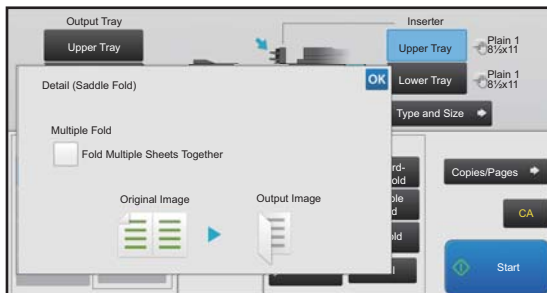 Output Tray
Inserter
Upper Tray
Upper Tray
Plain 1
8½x11
Lower Tray
Plain 1
8½x11
Type and Size
Detail (Saddle Fold)
OK
Multiple Fold
Fold Multiple Sheets Together
Original Image
Output Image
Copies/Pages
CA
Start